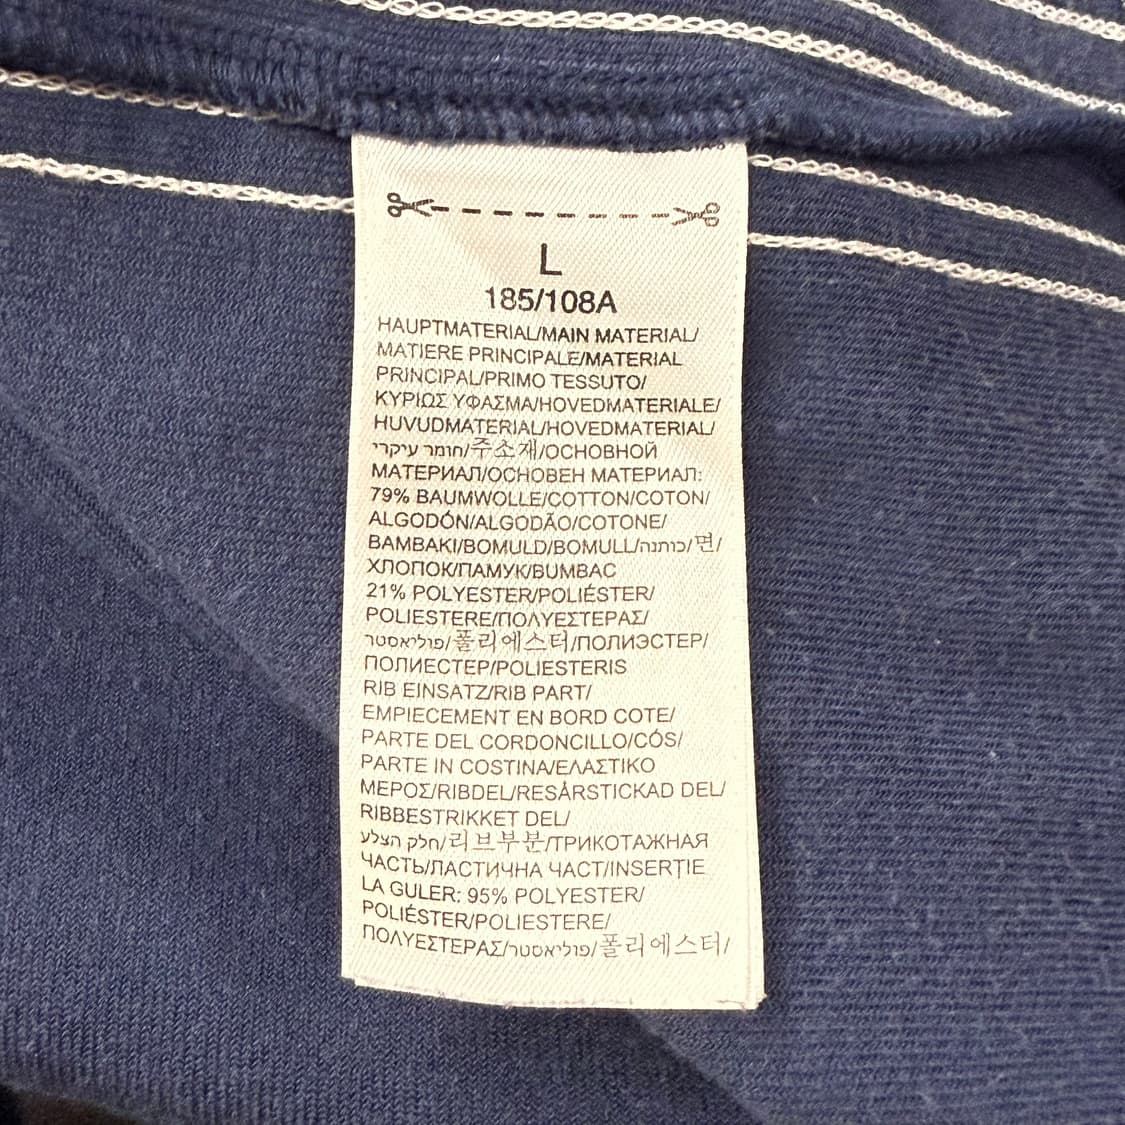 L
185/108A
HAUPTMATERIAL/MAIN MATERIAL/
MATIERE PRINCIPALE/MATERIAL
PRINCIPAL/PRIMO TESSUTO/
ΚΥΡΙΩΣ ΥΦΑΣΜΑ/HOVEDMATERIALE/
HUVUDMATERIAL/HOVEDMATERIAL/
חומר עיקרי/주소재/ОСНОВНОЙ
МАТЕРИАЛ/ОСНОВЕН МАТЕРИАЛ:
79% BAUMWOLLE/COTTON/COTON/
ALGODÓN/ALGODÃO/COTONE/
BAMBAKI/BOMULD/BOMULL/כותנה/면/
ХЛОПОК/ПАМУК/BUMBAC
21% POLYESTER/POLIÉSTER/
POLIESTERE/ΠΟΛΥΕΣΤΕΡΑΣ/
פוליאסטר/폴리에스터/ПОЛИЭСТЕР/
ПОЛИЕСТЕР/POLIESTERIS
RIB EINSATZ/RIB PART/
EMPIECEMENT EN BORD COTE/
PARTE DEL CORDONCILLO/CÓS/
PARTE IN COSTINA/ΕΛΑΣΤΙΚΟ
ΜΕΡΟΣ/RIBDEL/RESÅRSTICKAD DEL/
RIBBESTRIKKET DEL/
חלק הצלע/리브부분/ТРИКОТАЖНАЯ
ЧАСТЬ/ЛАСТИЧНА ЧАСТ/INSERȚIE
LA GULER: 95% POLYESTER/
POLIÉSTER/POLIESTERE/
ΠΟΛΥΕΣΤΕΡΑΣ/פוליאסטר/폴리에스터/